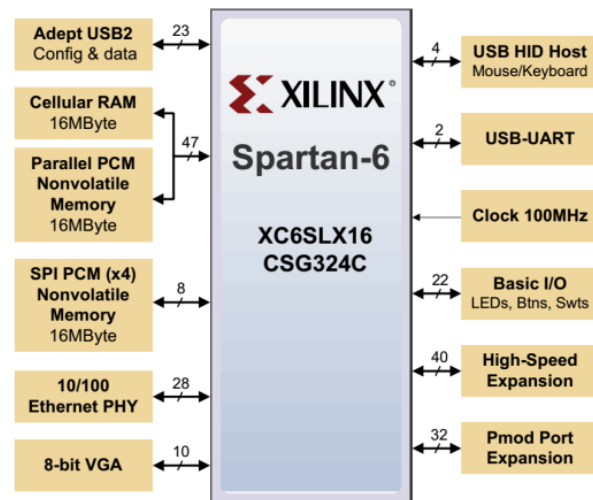 Adept USB2
Config & data
23
Cellular RAM
16MByte
47
Parallel PCM
Nonvolatile
Memory
16MByte
SPI PCM (x4)
Nonvolatile
Memory
16MByte
8
10/100
Ethernet PHY
28
8-bit VGA
10
XILINX®
Spartan-6
XC6SLX16
CSG324C
4
USB HID Host
Mouse/Keyboard
2
USB-UART
Clock 100MHz
22
Basic I/O
LEDs, Btns, Swts
40
High-Speed
Expansion
32
Pmod Port
Expansion